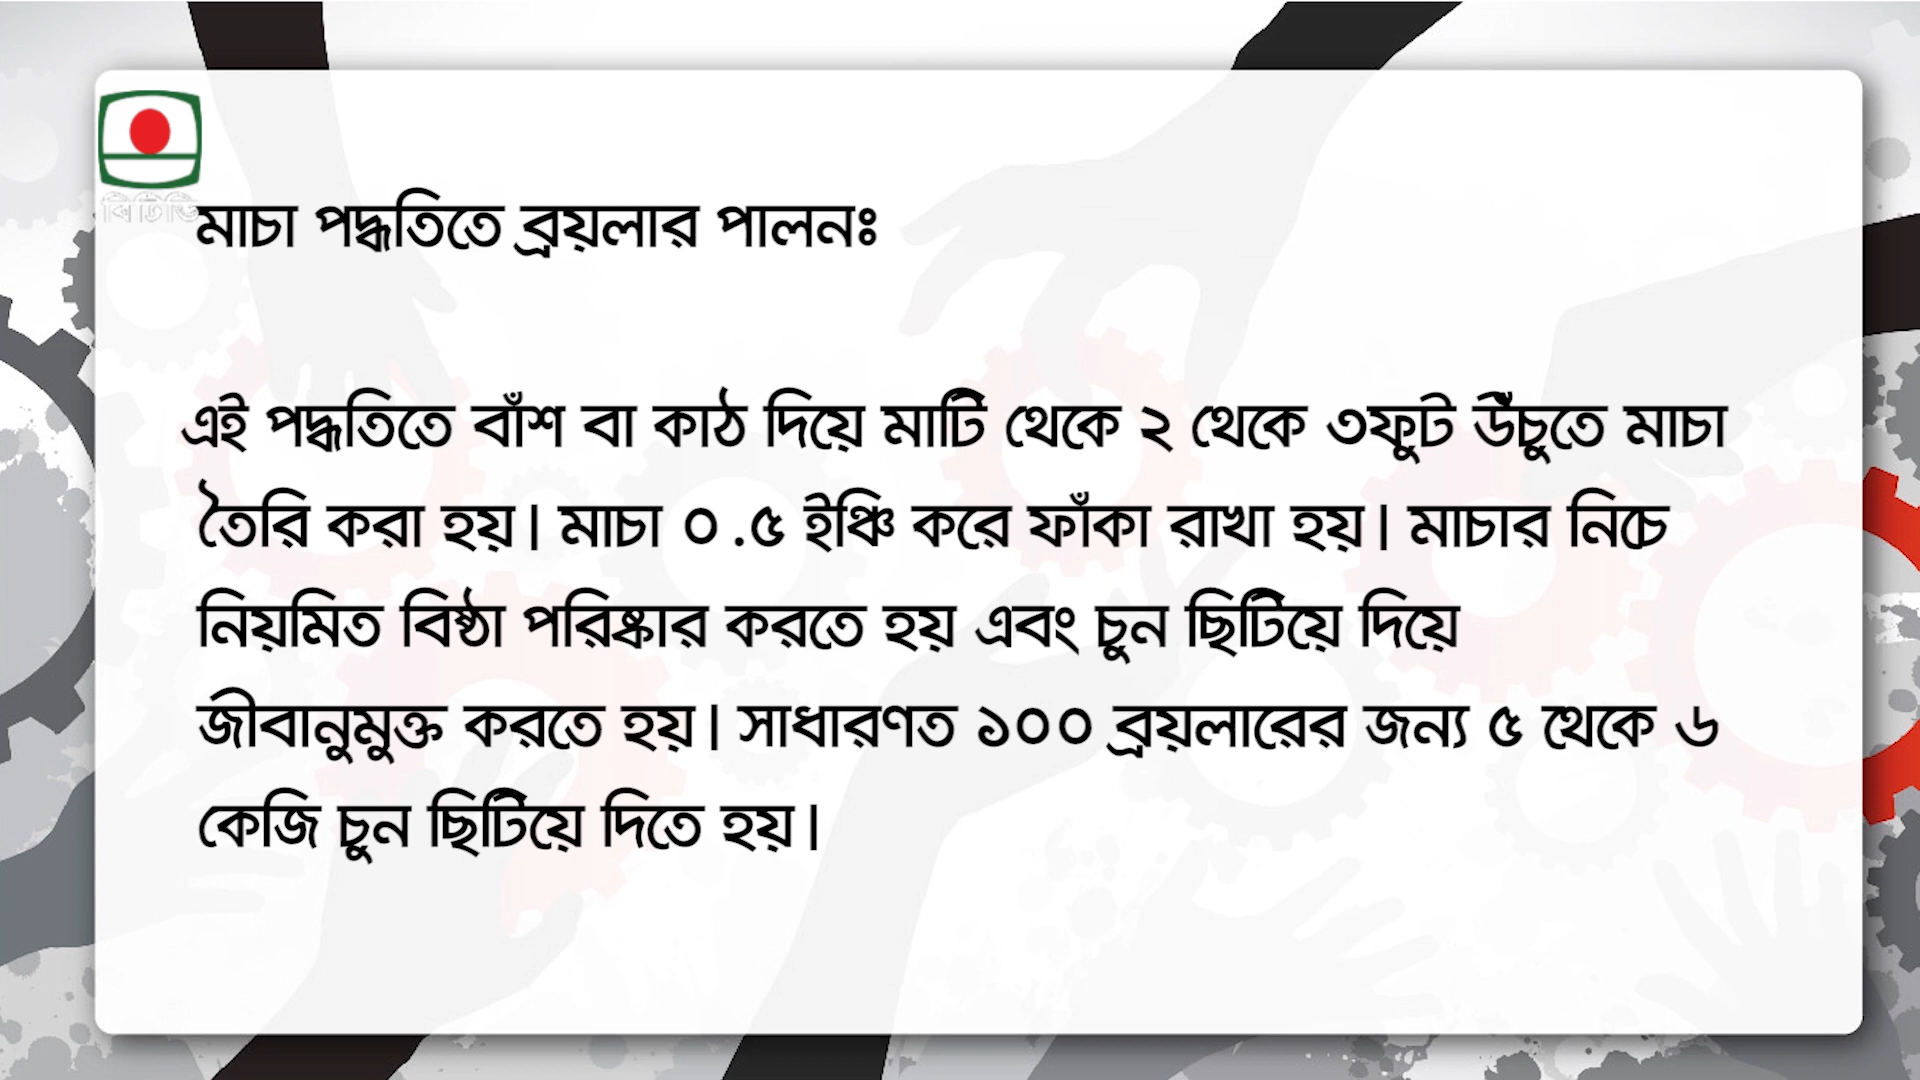 বিটিভি
মাচা পদ্ধতিতে ব্রয়লার পালনঃ
এই পদ্ধতিতে বাঁশ বা কাঠ দিয়ে মাটি থেকে ২ থেকে ৩ফুট উঁচুতে মাচা
তৈরি করা হয়। মাচা ০.৫ ইঞ্চি করে ফাঁকা রাখা হয়। মাচার নিচে
নিয়মিত বিষ্ঠা পরিষ্কার করতে হয় এবং চুন ছিটিয়ে দিয়ে
জীবানুমুক্ত করতে হয়। সাধারণত ১০০ ব্রয়লারের জন্য ৫ থেকে ৬
কেজি চুন ছিটিয়ে দিতে হয়।